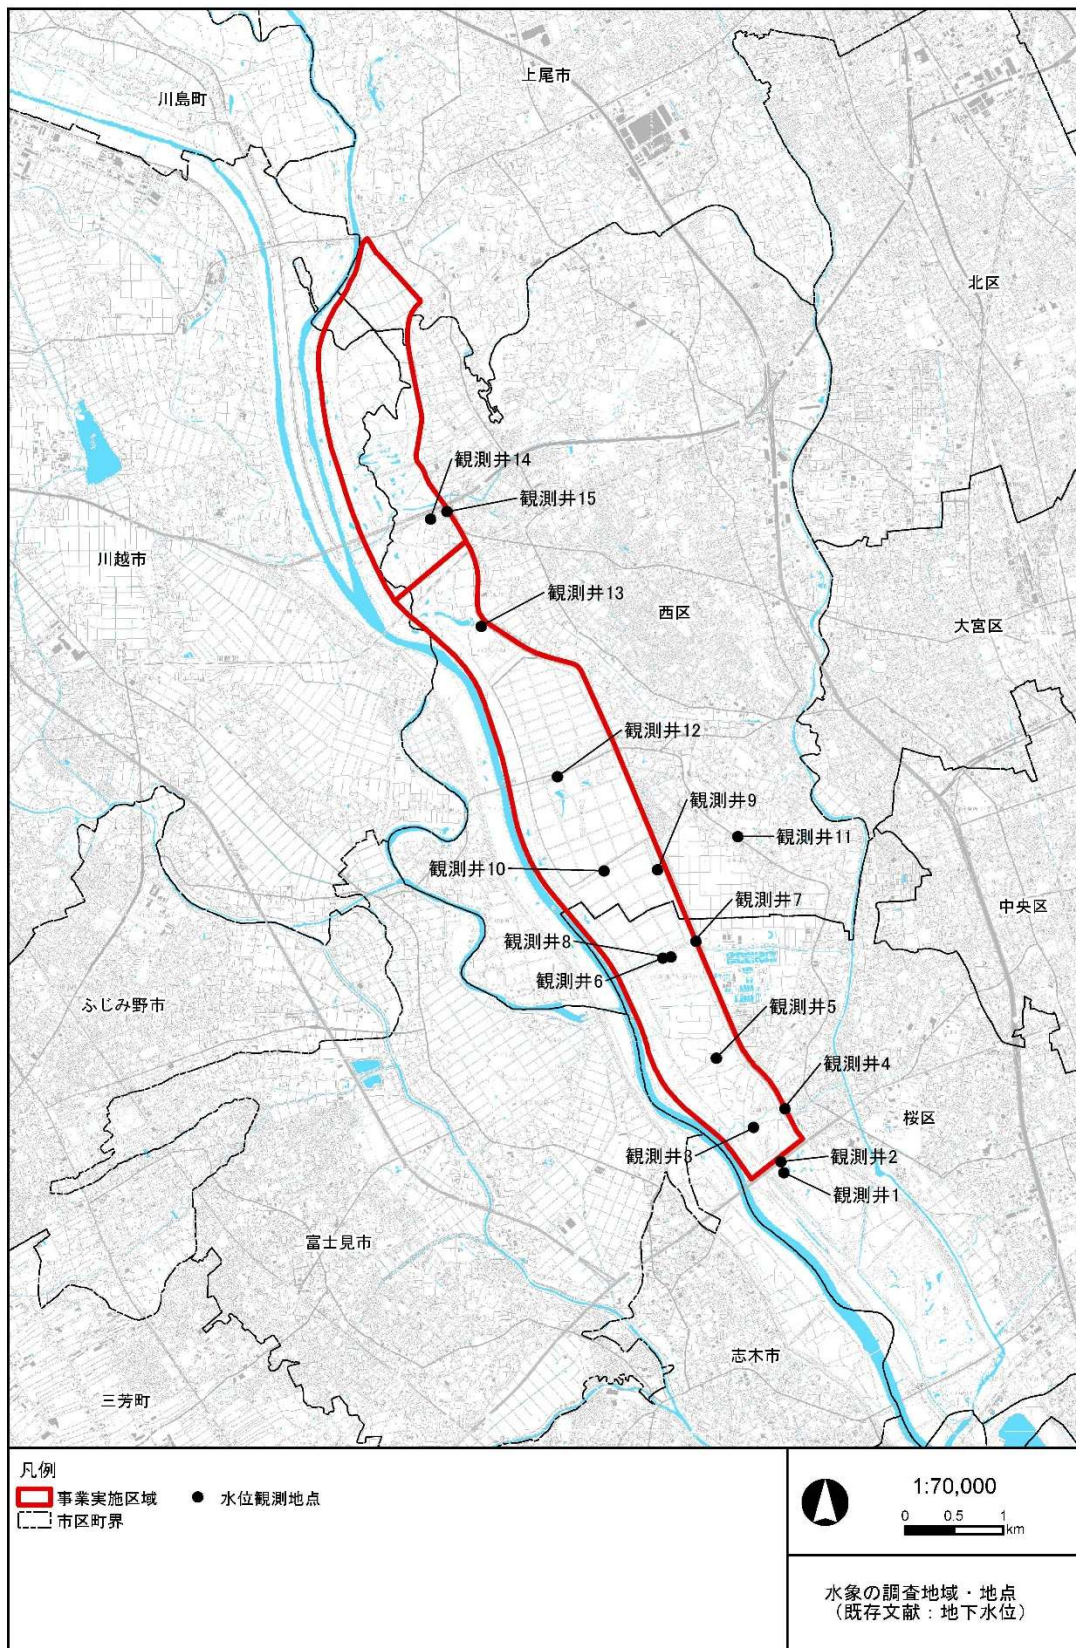 上尾市
川島町
北区
観測井14
観測井15
川越市
観測井13
西区
大宮区
観測井12
観測井9
観測井11
観測井10
中央区
観測井7
観測井8
観測井6
ふじみ野市
観測井5
観測井4
桜区
観測井3
観測井2
観測井1
富士見市
志木市
三芳町
凡例
事業実施区域
水位観測地点
市区町界
1:70,000
0 0.5 1
km
水象の調査地域・地点
(既存文献:地下水位)